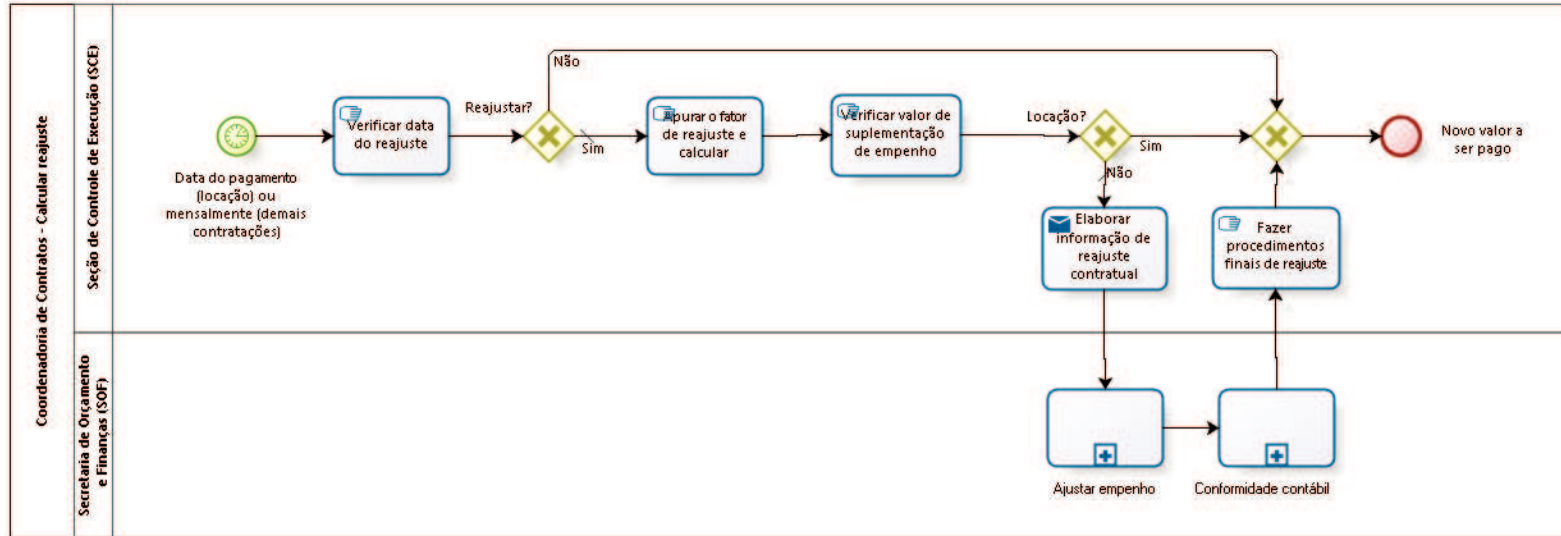 Coordenadoria de Contratos - Calcular reajuste
Seção de Controle de Execução (SCE)
Data do pagamento
(locação) ou
mensalmente (demais
contratações)
Verificar data
do reajuste
Reajustar?
Não
Sim
Apurar o fator
de reajuste e
calcular
Verificar valor de
suplementação
de empenho
Locação?
Sim
Não
Elaborar
informação de
reajuste
contratual
Fazer
procedimentos
finais de reajuste
Novo valor a
ser pago
Secretaria de Orçamento
e Finanças (SOF)
Ajustar empenho
Conformidade contábil